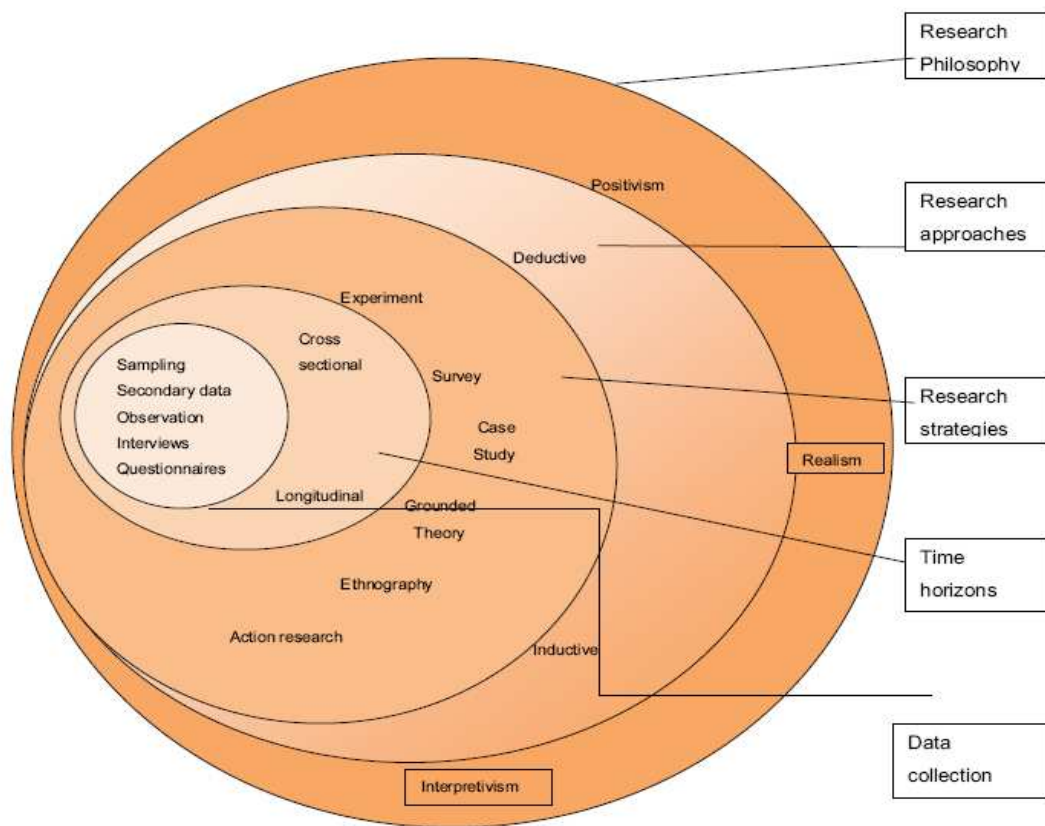 Research
Philosophy
Positivism
Research
approaches
Deductive
Experiment
Cross
sectional
Sampling
Secondary data
Observation
Interviews
Questionnaires
Survey
Research
strategies
Case
Study
Realism
Longitudinal
Grounded
Theory
Time
horizons
Ethnography
Action research
Inductive
Data
collection
Interpretivism